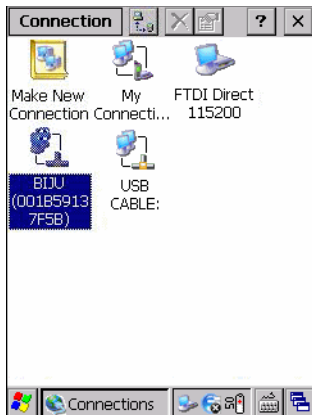 Connection
?
Make New
Connection
My
Connecti...
FTDI Direct
115200
BIJU
(001B5913
7F5B)
USB
CABLE:
Connections